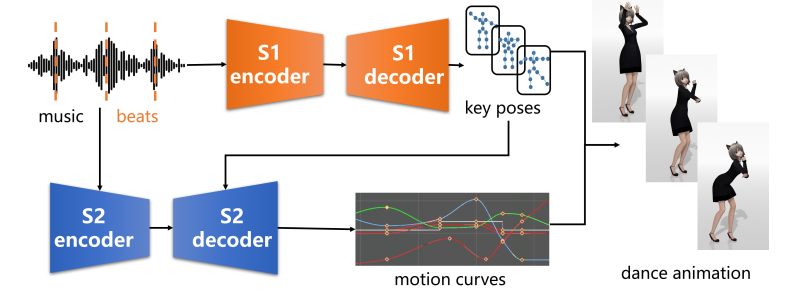 S1
encoder
S1
decoder
music
beats
key poses
S2
encoder
S2
decoder
motion curves
dance animation